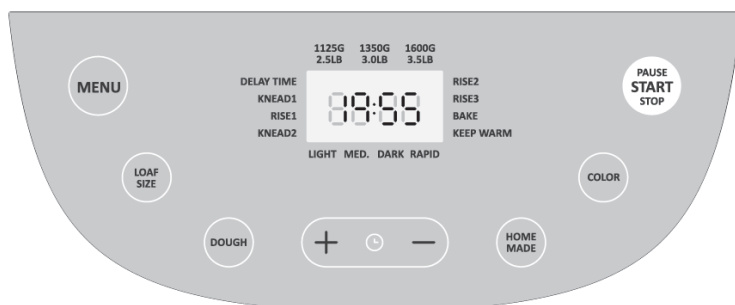 1125G 1350G 1600G
2.5LB 3.0LB 3.5LB
MENU
DELAY TIME
KNEAD1
RISE1
KNEAD2
19:55
RISE2
RISE3
BAKE
KEEP WARM
LIGHT MED. DARK RAPID
PAUSE
START
STOP
LOAF
SIZE
COLOR
DOUGH
+ −
HOME
MADE